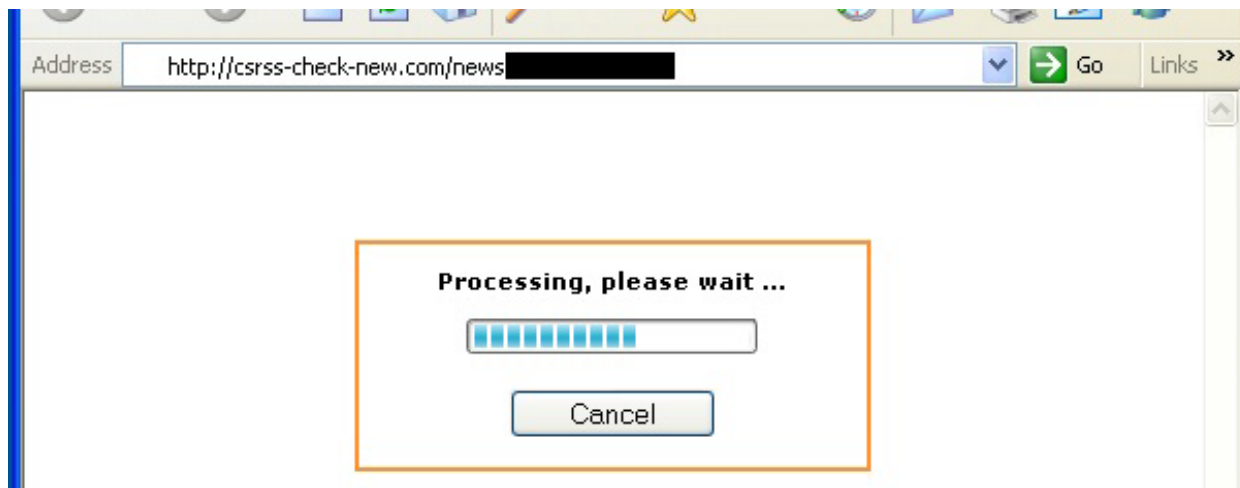 Address http://csrss-check-new.com/news Go Links »
Processing, please wait ...
Cancel